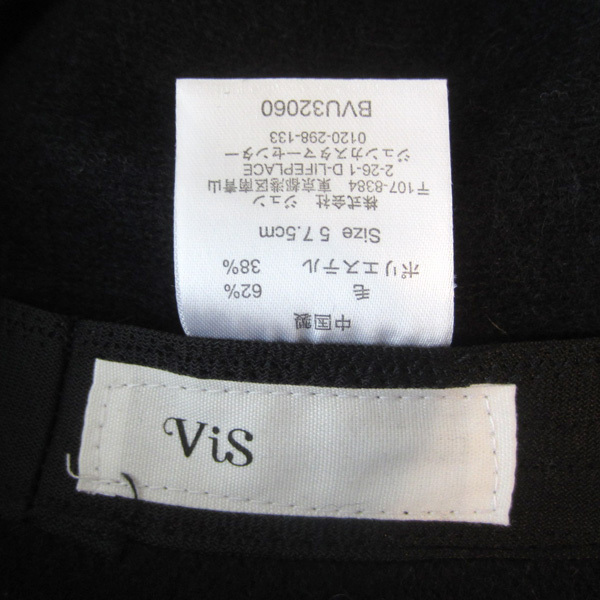 中国製
毛 62%
ポリエステル 38%
Size 57.5cm
株式会社 ジュン
〒107-8384 東京都港区南青山
2-26-1 D-LIFEPLACE
ジュンカスタマーセンター
0120-298-133
BVU32060
ViS